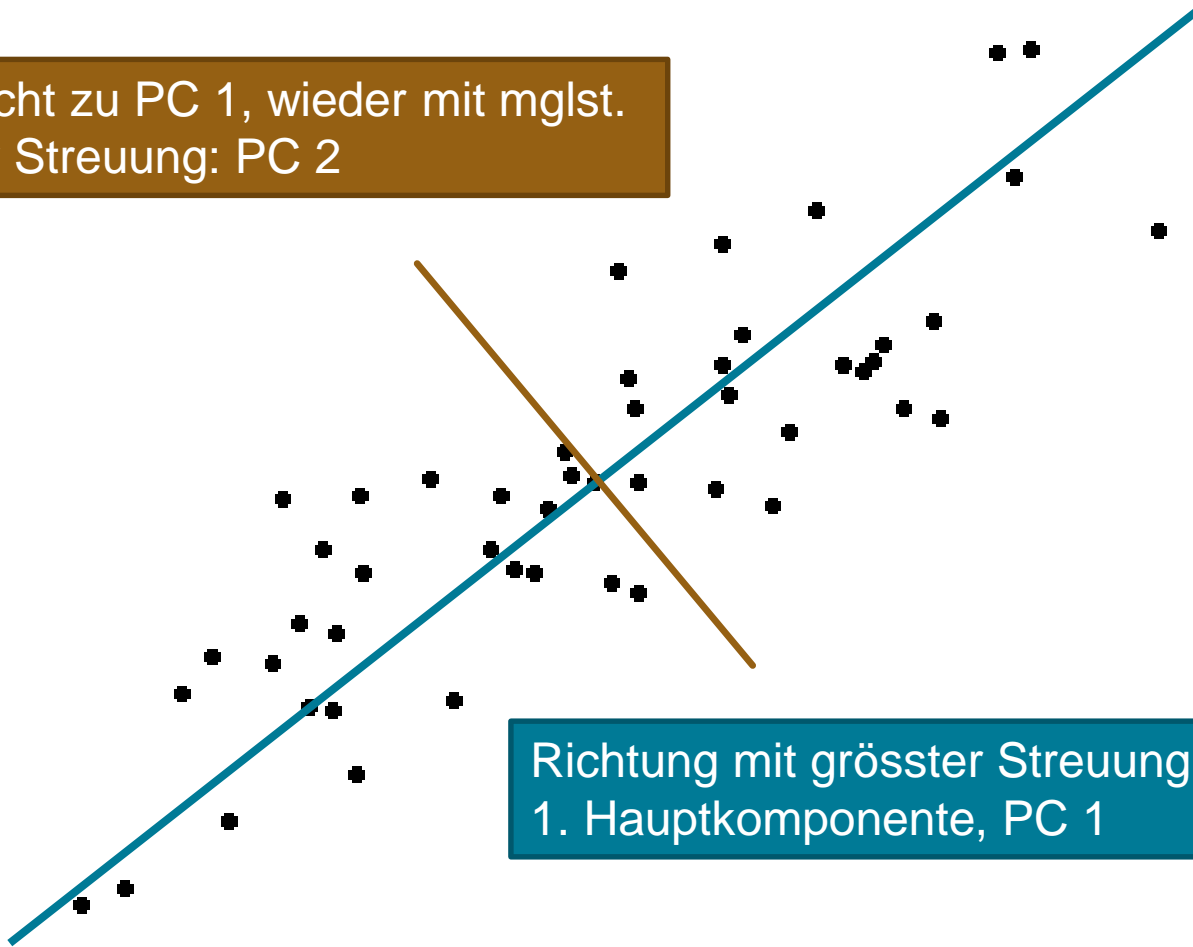 cht zu PC 1, wieder mit mglst.
Streuung: PC 2
Richtung mit grösster Streuung
1. Hauptkomponente, PC 1